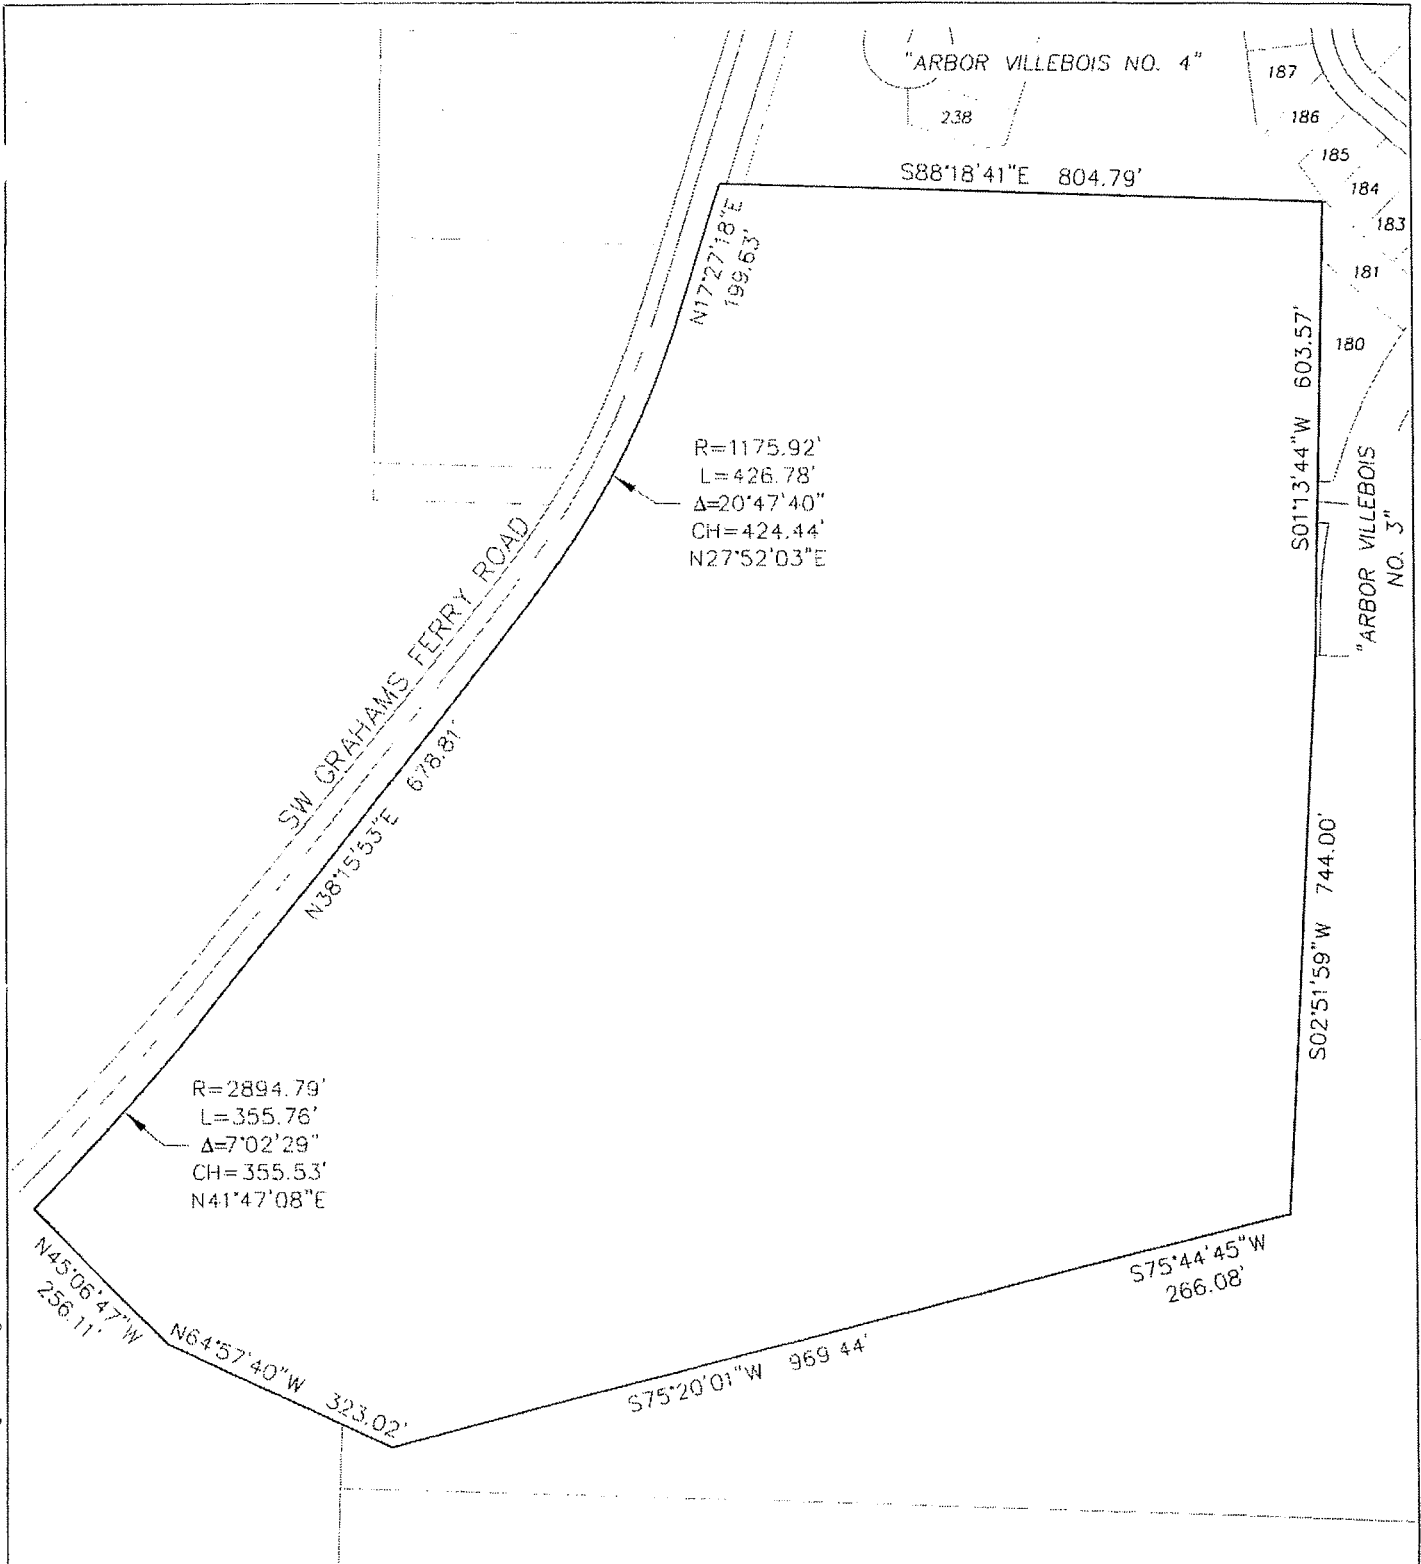 "ARBOR VILLEBOIS NO. 4"
187
186
238
185
184
183
181
180
S88°18'41"E 804.79'
N17°27'18"E
199.63'
S01°13'44"W 603.57'
R=1175.92'
L=426.78'
Δ=20°47'40"
CH=424.44'
N27°52'03"E
"ARBOR VILLEBOIS
NO. 3"
SW GRAHAMS FERRY ROAD
N38°15'53"E 678.81'
S02°51'59"W 744.00'
R=2894.79'
L=355.76'
Δ=7°02'29"
CH=355.53'
N41°47'08"E
N45°06'47"W
256.11'
N64°57'40"W 323.02'
S75°44'45"W
266.08'
S75°20'01"W 969.44'